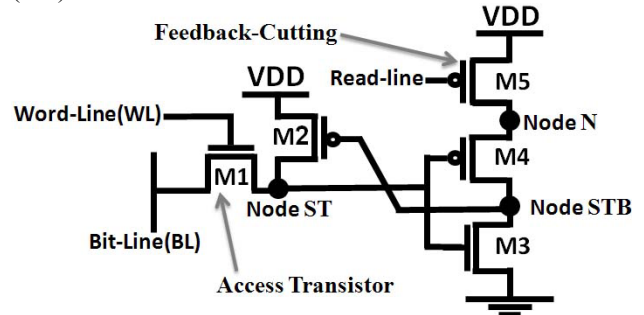 Feedback-Cutting
VDD
VDD
Read-line
M5
Word-Line(WL)
M2
Node N
M4
M1
Node ST
Node STB
Bit-Line(BL)
M3
Access Transistor